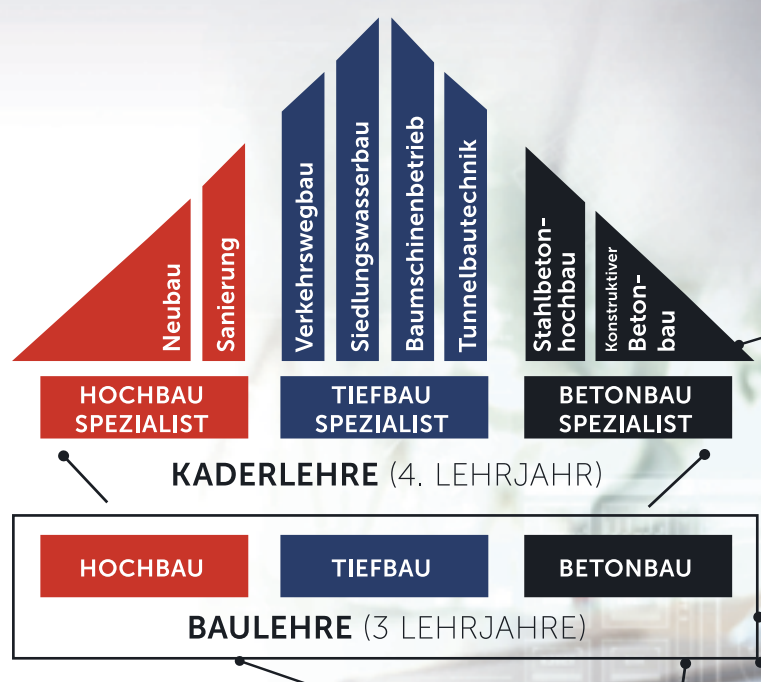 Neubau
Sanierung
Verkehrswegbau
Siedlungswasserbau
Baumschinenbetrieb
Tunnelbautechnik
Stahlbeton-
hochbau
Konstruktiver
Beton-
bau
HOCHBAU
SPEZIALIST
TIEFBAU
SPEZIALIST
BETONBAU
SPEZIALIST
KADERLEHRE (4. LEHRJAHR)
HOCHBAU
TIEFBAU
BETONBAU
BAULEHRE (3 LEHRJAHRE)